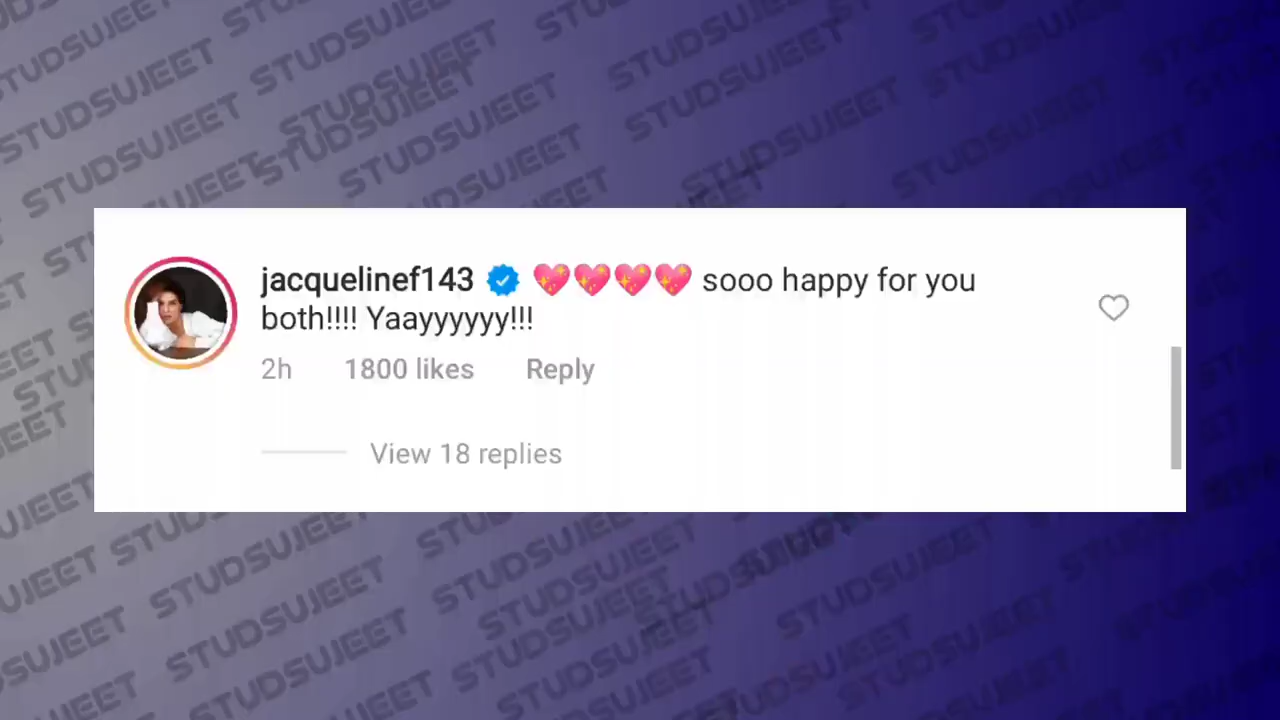 jacquelinef143 💖💖💖💖 sooo happy for you
both!!!! Yaayyyyyy!!!
2h 1800 likes Reply
View 18 replies
STUDSUJEET